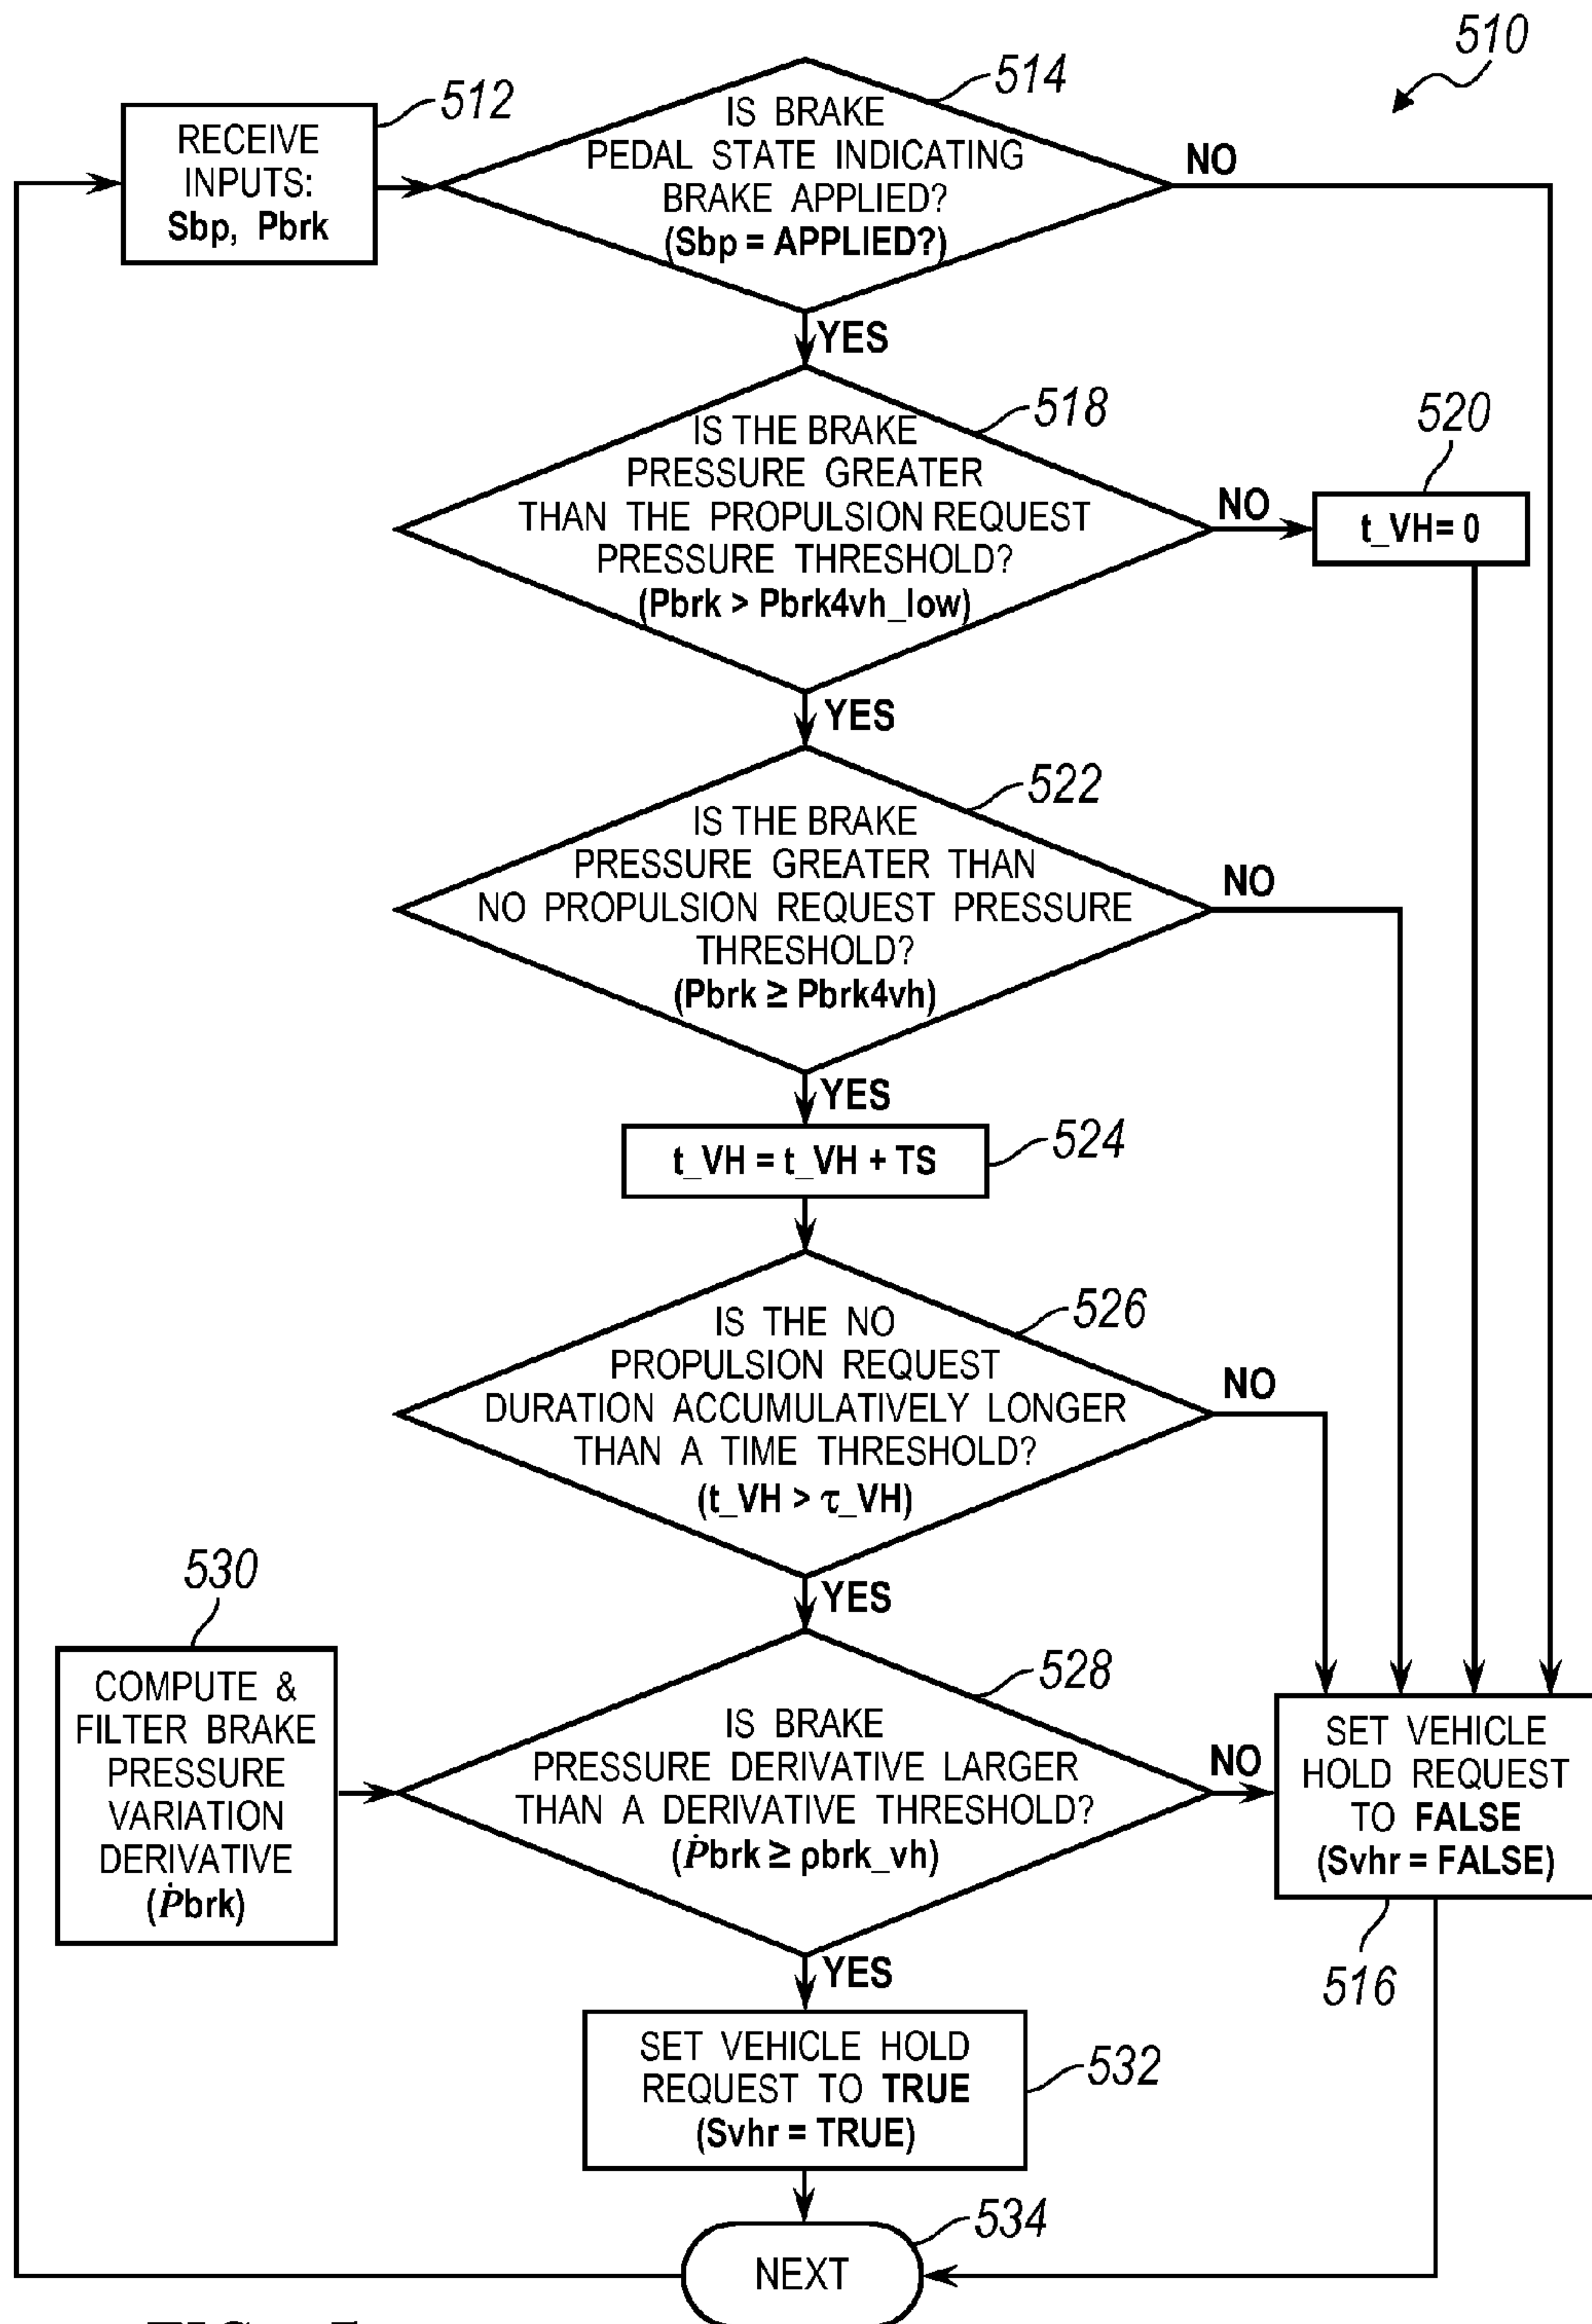 510
512
RECEIVE
INPUTS:
Sbp, Pbrk
514
IS BRAKE
PEDAL STATE INDICATING
BRAKE APPLIED?
(Sbp = APPLIED?)
NO
YES
518
IS THE BRAKE
PRESSURE GREATER
THAN THE PROPULSION REQUEST
PRESSURE THRESHOLD?
(Pbrk > Pbrk4vh_low)
NO
520
t_VH= 0
YES
522
IS THE BRAKE
PRESSURE GREATER THAN
NO PROPULSION REQUEST PRESSURE
THRESHOLD?
(Pbrk ≥ Pbrk4vh)
NO
YES
t_VH = t_VH + TS
524
526
IS THE NO
PROPULSION REQUEST
DURATION ACCUMULATIVELY LONGER
THAN A TIME THRESHOLD?
(t_VH > τ_VH)
NO
YES
530
COMPUTE &
FILTER BRAKE
PRESSURE
VARIATION
DERIVATIVE
(Ṗbrk)
528
IS BRAKE
PRESSURE DERIVATIVE LARGER
THAN A DERIVATIVE THRESHOLD?
(Ṗbrk ≥ pbrk_vh)
NO
SET VEHICLE
HOLD REQUEST
TO FALSE
(Svhr = FALSE)
516
YES
SET VEHICLE HOLD
REQUEST TO TRUE
(Svhr = TRUE)
532
534
NEXT